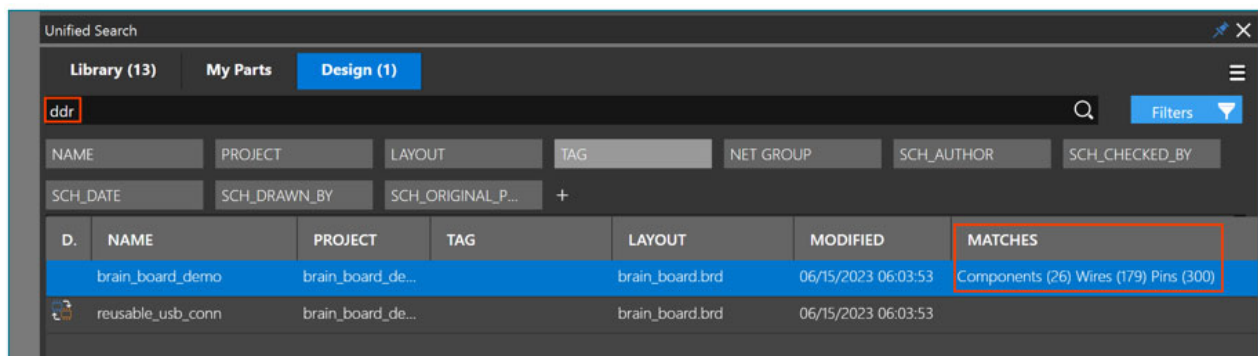 Unified Search
Library (13) My Parts Design (1)
ddr Filters
NAME PROJECT LAYOUT TAG NET GROUP SCH_AUTHOR SCH_CHECKED_BY
SCH_DATE SCH_DRAWN_BY SCH_ORIGINAL_P... +
D. NAME PROJECT TAG LAYOUT MODIFIED MATCHES
brain_board_demo brain_board_de... brain_board.brd 06/15/2023 06:03:53 Components (26) Wires (179) Pins (300)
reusable_usb_conn brain_board_de... brain_board.brd 06/15/2023 06:03:53